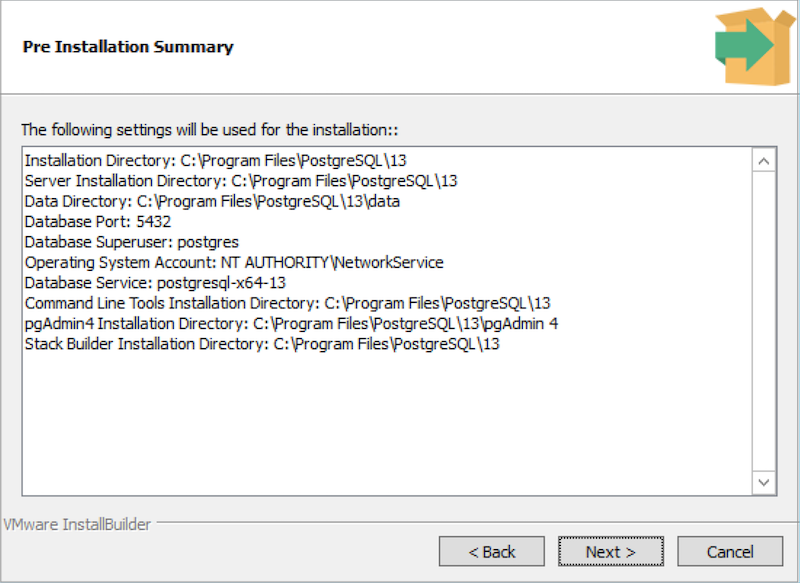 Pre Installation Summary
The following settings will be used for the installation::
Installation Directory: C:\Program Files\PostgreSQL\13
Server Installation Directory: C:\Program Files\PostgreSQL\13
Data Directory: C:\Program Files\PostgreSQL\13\data
Database Port: 5432
Database Superuser: postgres
Operating System Account: NT AUTHORITY\NetworkService
Database Service: postgresql-x64-13
Command Line Tools Installation Directory: C:\Program Files\PostgreSQL\13
pgAdmin4 Installation Directory: C:\Program Files\PostgreSQL\13\pgAdmin 4
Stack Builder Installation Directory: C:\Program Files\PostgreSQL\13
VMware InstallBuilder
< Back Next > Cancel